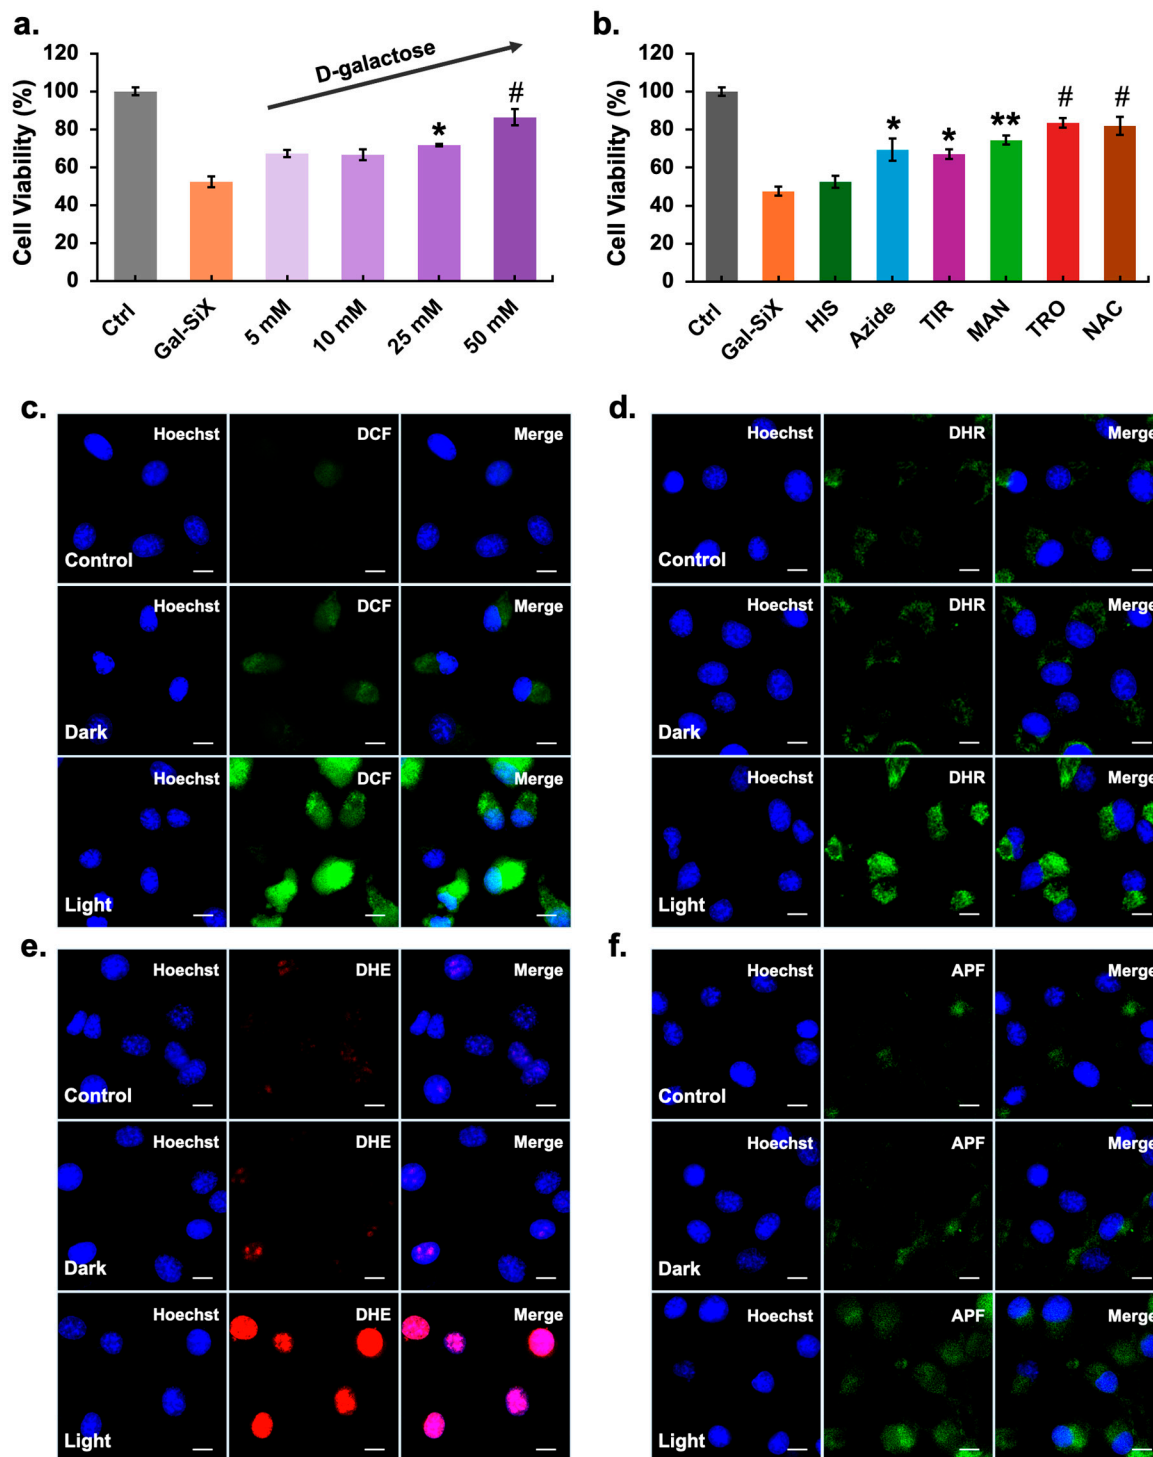 a.
Cell Viability (%)
120
100
80
60
40
20
0
D-galactose
*
#
Ctrl
Gal-SiX
5 mM
10 mM
25 mM
50 mM
b.
Cell Viability (%)
120
100
80
60
40
20
0
*
*
**
#
#
Ctrl
Gal-SiX
HIS
Azide
TIR
MAN
TRO
NAC
c.
Hoechst DCF Merge
Control
Hoechst DCF Merge
Dark
Hoechst DCF Merge
Light
d.
Hoechst DHR Merge
Control
Hoechst DHR Merge
Dark
Hoechst DHR Merge
Light
e.
Hoechst DHE Merge
Control
Hoechst DHE Merge
Dark
Hoechst DHE Merge
Light
f.
Hoechst APF Merge
Control
Hoechst APF Merge
Dark
Hoechst APF Merge
Light